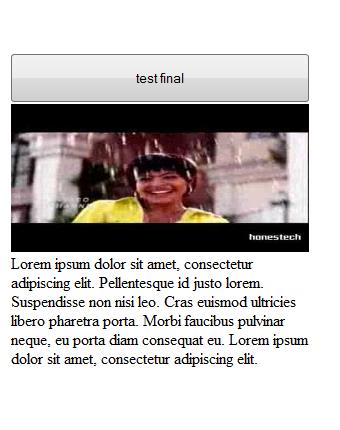 test final
honestech
Lorem ipsum dolor sit amet, consectetur
adipiscing elit. Pellentesque id justo lorem.
Suspendisse non nisi leo. Cras euismod ultricies
libero pharetra porta. Morbi faucibus pulvinar
neque, eu porta diam consequat eu. Lorem ipsum
dolor sit amet, consectetur adipiscing elit.